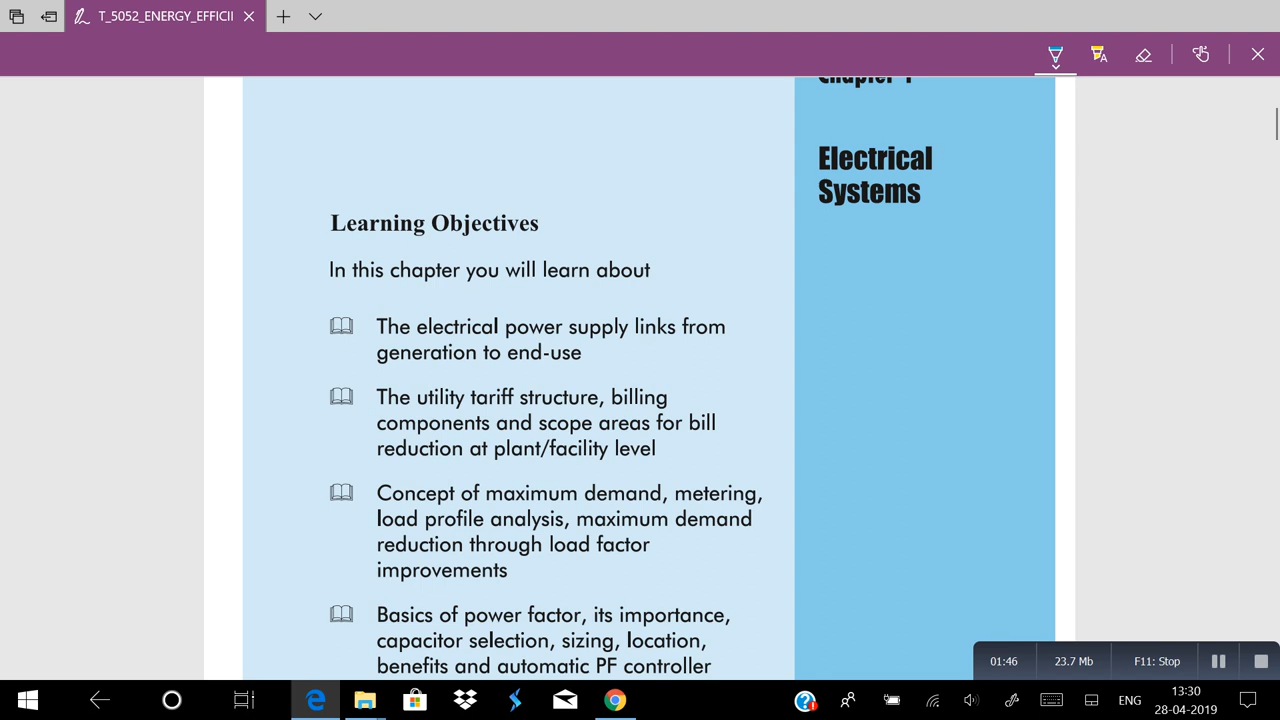 T_5052_ENERGY_EFFICII
Chapter 1
Electrical
Systems
Learning Objectives
In this chapter you will learn about
The electrical power supply links from
generation to end-use
The utility tariff structure, billing
components and scope areas for bill
reduction at plant/facility level
Concept of maximum demand, metering,
load profile analysis, maximum demand
reduction through load factor
improvements
Basics of power factor, its importance,
capacitor selection, sizing, location,
benefits and automatic PF controller
01:46
23.7 Mb
F11: Stop
ENG
13:30
28-04-2019